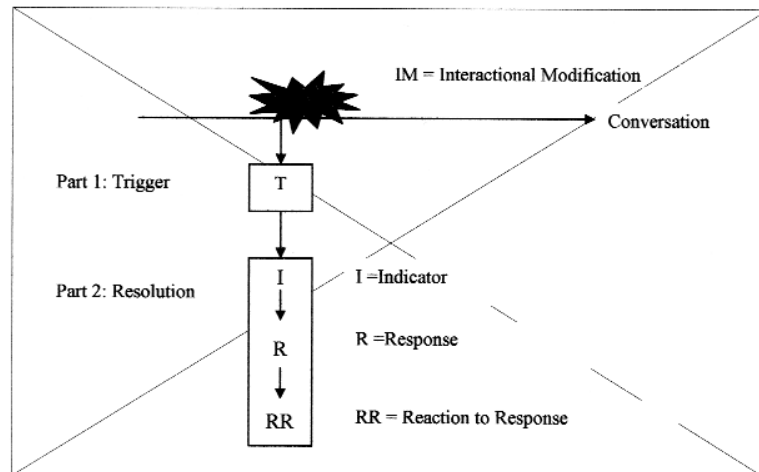 IM = Interactional Modification
Conversation
Part 1: Trigger
T
Part 2: Resolution
I
I =Indicator
R
R =Response
RR
RR = Reaction to Response